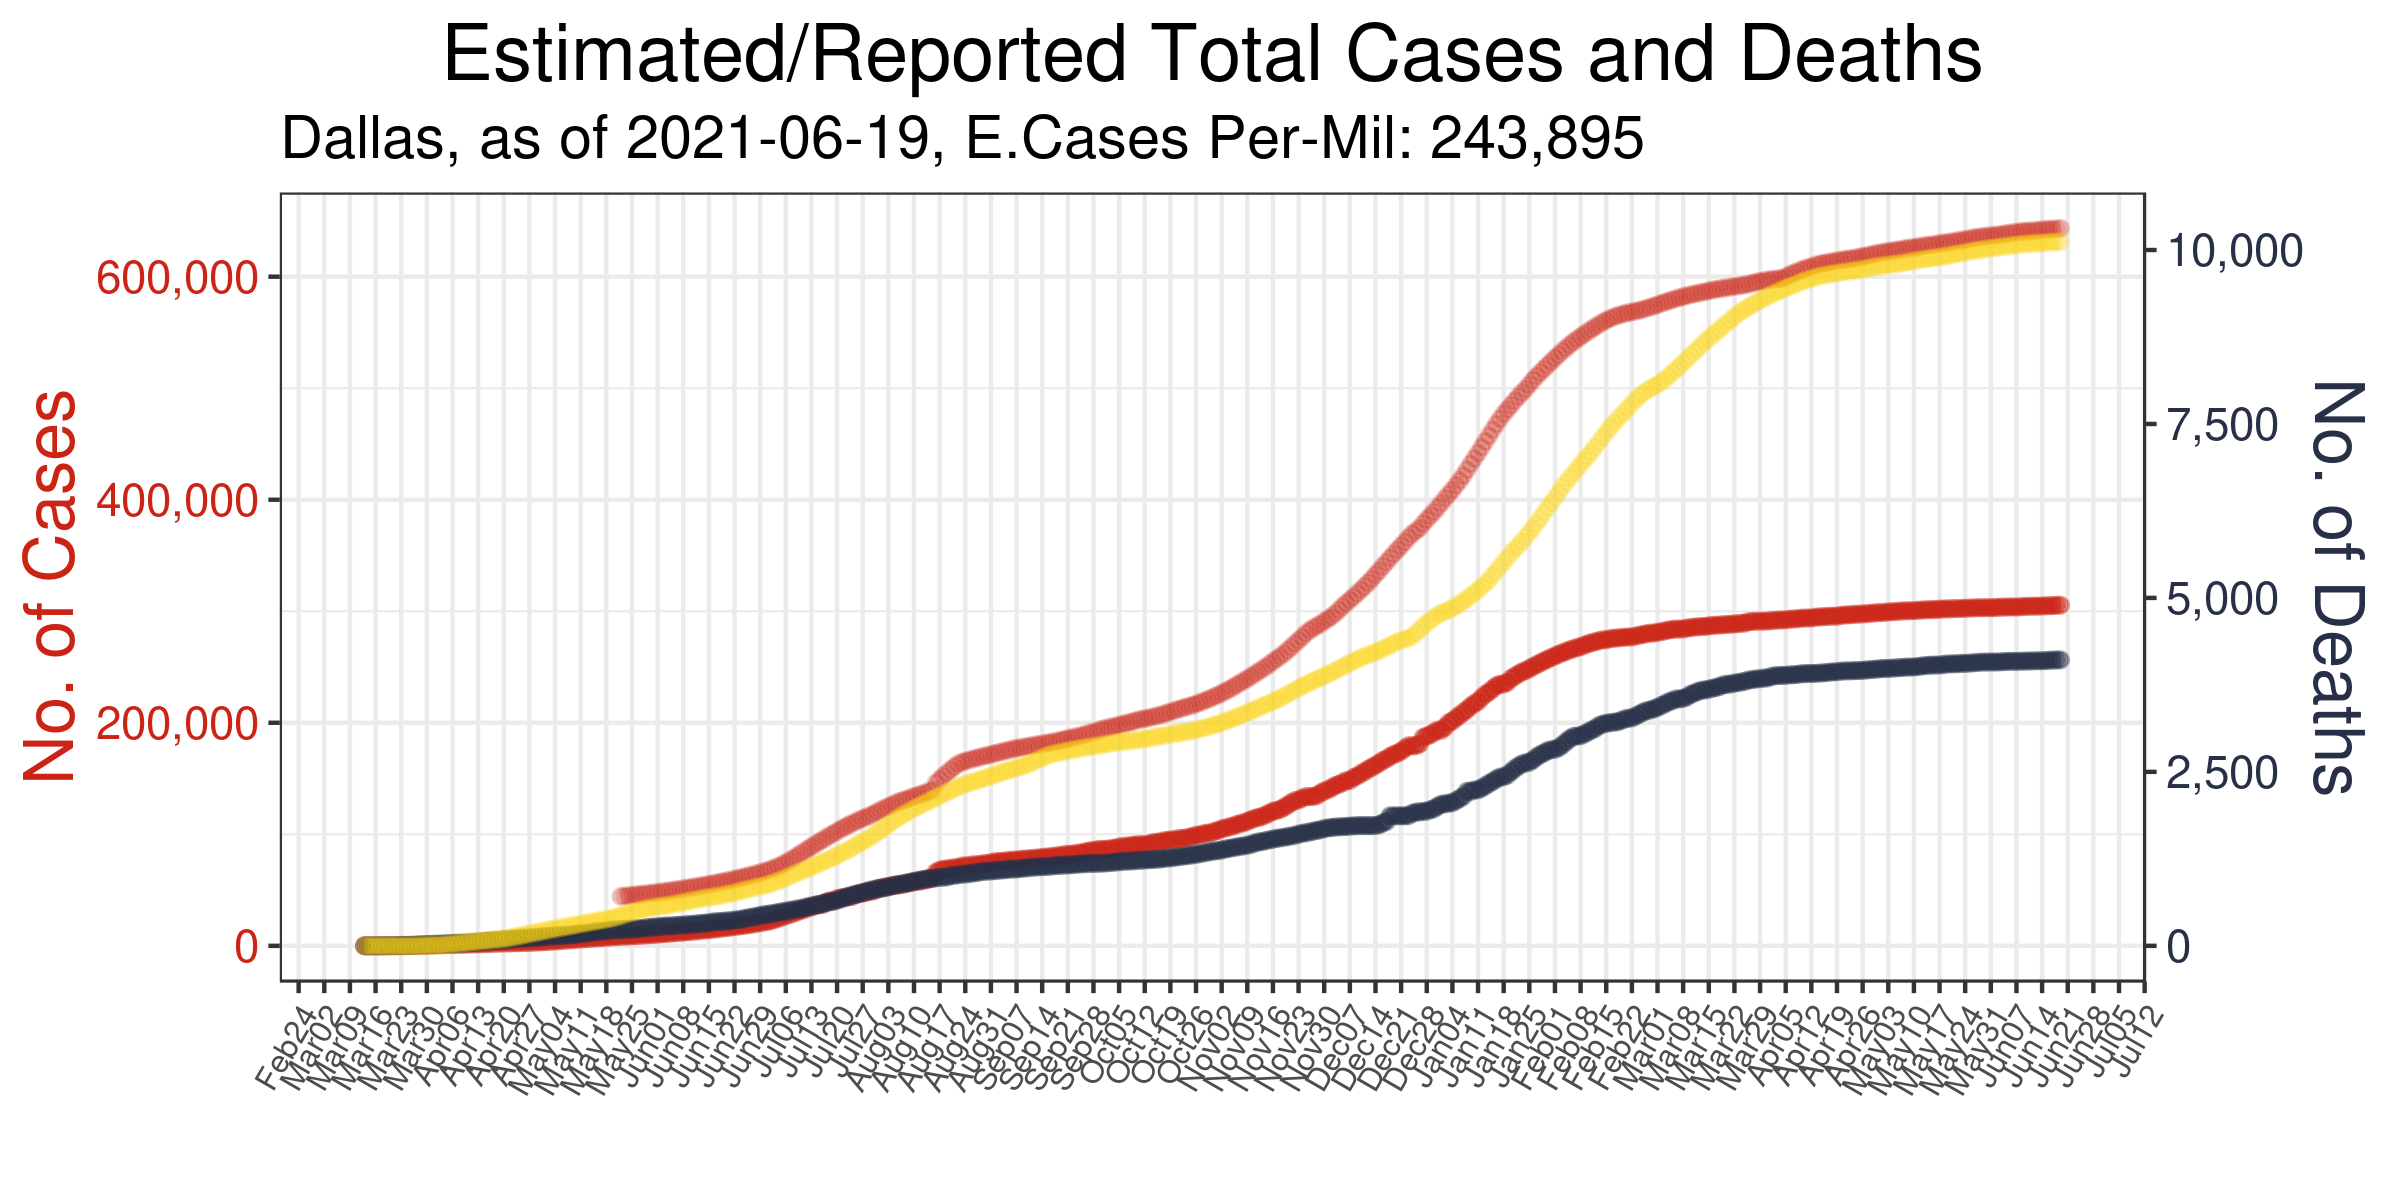 Estimated/Reported Total Cases and Deaths
Dallas, as of 2021-06-19, E.Cases Per-Mil: 243,895
No. of Cases
600,000
400,000
200,000
0
10,000
7,500
5,000
2,500
0
No. of Deaths
Feb24
Mar02
Mar09
Mar16
Mar23
Mar30
Apr06
Apr13
Apr20
Apr27
May04
May11
May18
May25
Jun01
Jun08
Jun15
Jun22
Jun29
Jul06
Jul13
Jul20
Jul27
Aug03
Aug10
Aug17
Aug24
Aug31
Sep07
Sep14
Sep21
Sep28
Oct05
Oct12
Oct19
Oct26
Nov02
Nov09
Nov16
Nov23
Nov30
Dec07
Dec14
Dec21
Dec28
Jan04
Jan11
Jan18
Jan25
Feb01
Feb08
Feb15
Feb22
Mar01
Mar08
Mar15
Mar22
Mar29
Apr05
Apr12
Apr19
Apr26
May03
May10
May17
May24
May31
Jun07
Jun14
Jun21
Jun28
Jul05
Jul12